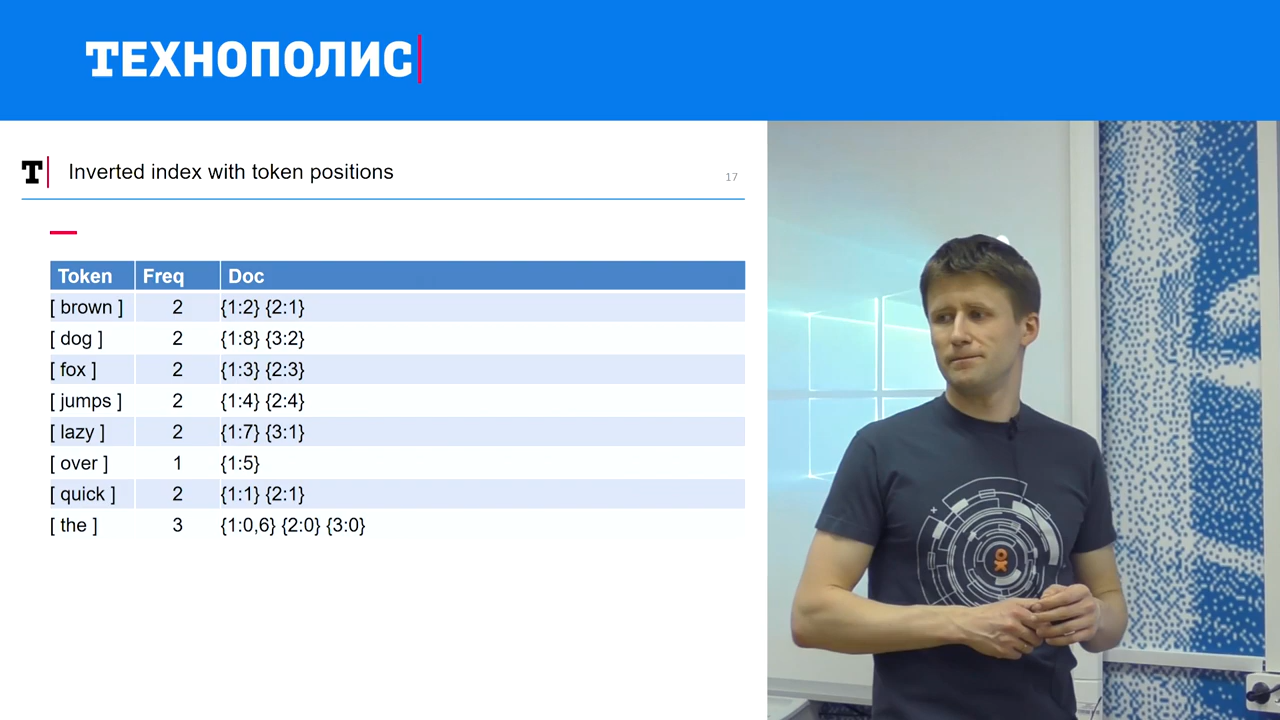 ТЕХНОПОЛИС
T Inverted index with token positions 17
Token Freq Doc
[ brown ] 2 {1:2} {2:1}
[ dog ] 2 {1:8} {3:2}
[ fox ] 2 {1:3} {2:3}
[ jumps ] 2 {1:4} {2:4}
[ lazy ] 2 {1:7} {3:1}
[ over ] 1 {1:5}
[ quick ] 2 {1:1} {2:1}
[ the ] 3 {1:0,6} {2:0} {3:0}